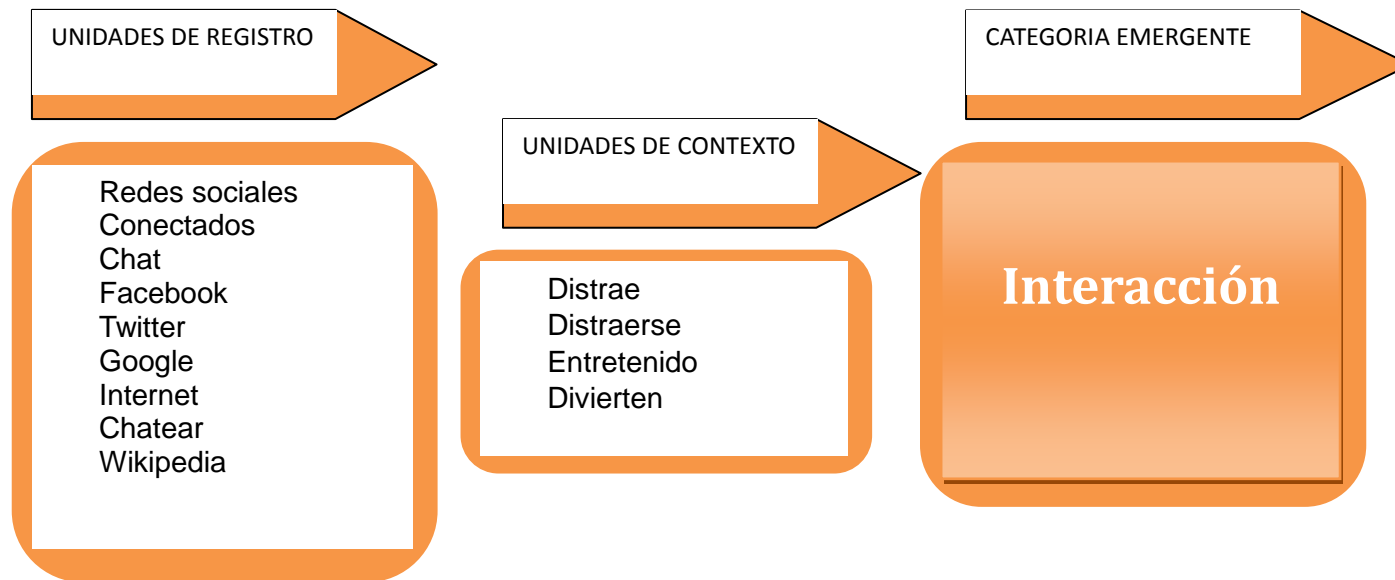 UNIDADES DE REGISTRO
Redes sociales
Conectados
Chat
Facebook
Twitter
Google
Internet
Chatear
Wikipedia
UNIDADES DE CONTEXTO
Distrae
Distraerse
Entretenido
Divierten
CATEGORIA EMERGENTE
Interacción